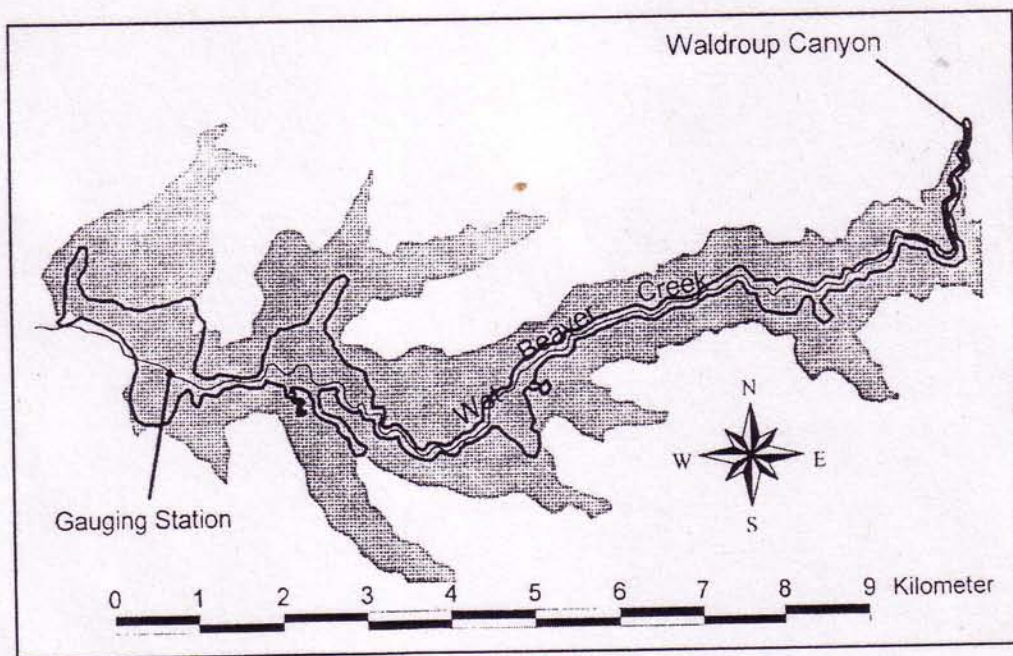 Waldroup Canyon
Wet Beaver Creek
N
W E
S
Gauging Station
0 1 2 3 4 5 6 7 8 9 Kilometer